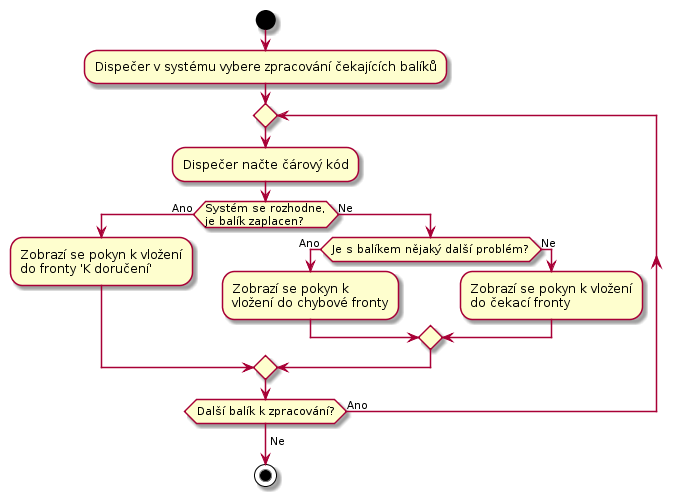 Dispečer v systému vybere zpracování čekajících balíků
Dispečer načte čárový kód
Ano
Systém se rozhodne,
je balík zaplacen?
Ne
Zobrazí se pokyn k vložení
do fronty 'K doručení'
Ano
Je s balíkem nějaký další problém?
Ne
Zobrazí se pokyn k
vložení do chybové fronty
Zobrazí se pokyn k vložení
do čekací fronty
Další balík k zpracování?
Ano
Ne